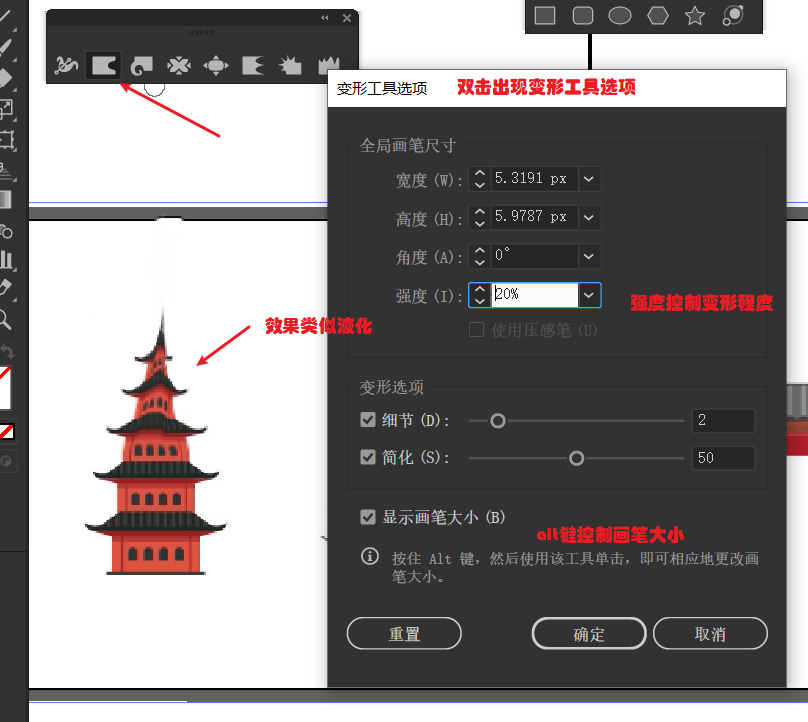 变形工具选项
双击出现变形工具选项
全局画笔尺寸
宽度 (W): 5.3191 px
高度 (H): 5.9787 px
角度 (A): 0°
强度 (I): 20%
强度控制变形程度
使用压感笔 (U)
效果类似液化
变形选项
细节 (D): 2
简化 (S): 50
显示画笔大小 (B)
alt键控制画笔大小
按住 Alt 键，然后使用该工具单击，即可相应地更改画
笔大小。
重置
确定
取消